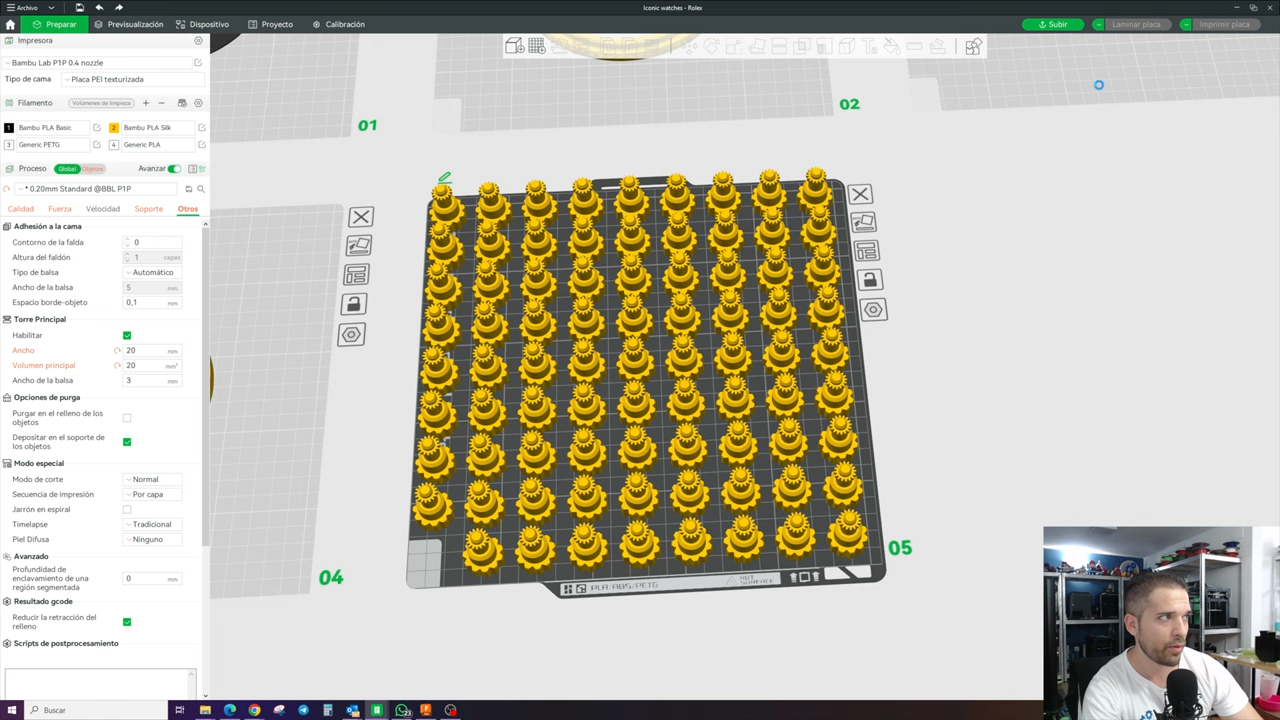 Archivo
Iconic watches - Rolex
Preparar
Previsualización
Dispositivo
Proyecto
Calibración
Subir
Laminar placa
Imprimir placa
Impresora
Bambu Lab P1P 0.4 nozzle
Tipo de cama
Placa PEI texturizada
Filamento
Volúmenes de limpieza
1 Bambu PLA Basic
2 Bambu PLA Silk
3 Generic PETG
4 Generic PLA
Proceso
Global
Objetos
Avanzar
* 0.20mm Standard @BBL P1P
Calidad
Fuerza
Velocidad
Soporte
Otros
Adhesión a la cama
Contorno de la falda 0
Altura del faldón 1 capas
Tipo de balsa Automático
Ancho de la balsa 5 mm
Espacio borde-objeto 0,1 mm
Torre Principal
Habilitar
Ancho 20 mm
Volumen principal 20 mm³
Ancho de la balsa 3 mm
Opciones de purga
Purgar en el relleno de los
objetos
Depositar en el soporte de
los objetos
Modo especial
Modo de corte Normal
Secuencia de impresión Por capa
Jarrón en espiral
Timelapse Tradicional
Piel Difusa Ninguno
Avanzado
Profundidad de
enclavamiento de una
región segmentada
0 mm
Resultado gcode
Reducir la retracción del
relleno
Scripts de postprocesamiento
01
02
04
05
PLA/ABS/PETG
HOT
SURFACE
Buscar